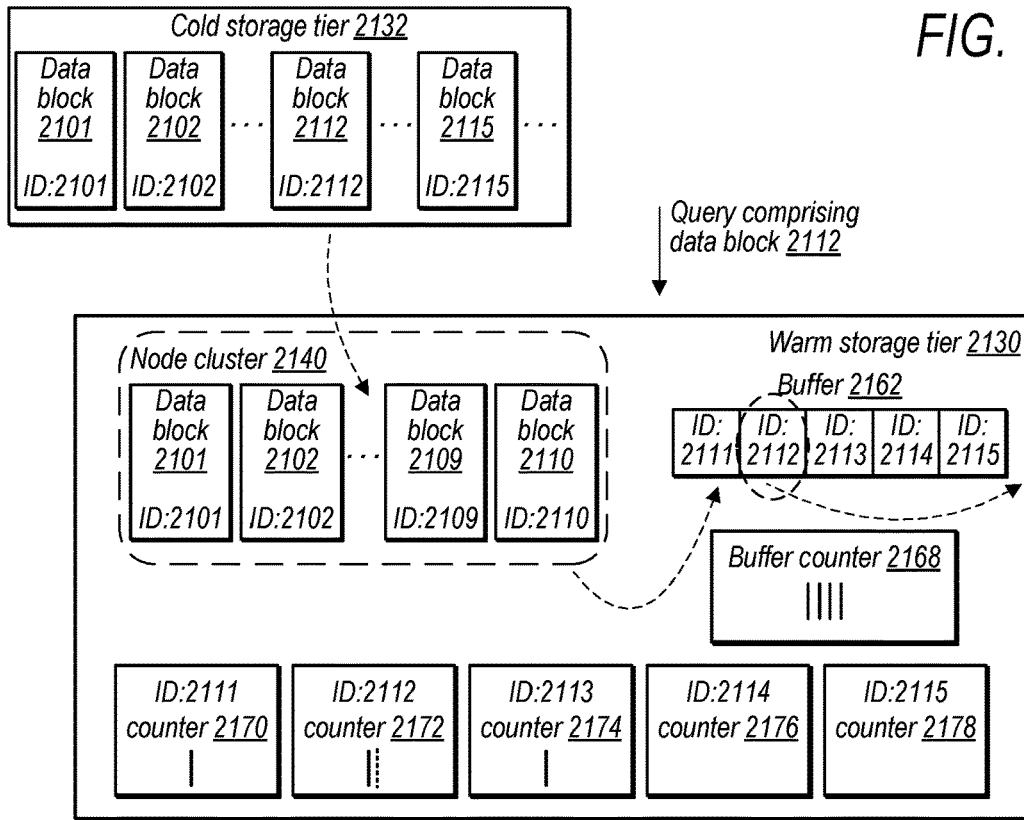 FIG.
Cold storage tier 2132
Data block 2101 ID:2101
Data block 2102 ID:2102
...
Data block 2112 ID:2112
...
Data block 2115 ID:2115
...
Query comprising
data block 2112
Warm storage tier 2130
Node cluster 2140
Data block 2101 ID:2101
Data block 2102 ID:2102
...
Data block 2109 ID:2109
Data block 2110 ID:2110
Buffer 2162
ID: 2111
ID: 2112
ID: 2113
ID: 2114
ID: 2115
Buffer counter 2168
ID:2111
counter 2170
ID:2112
counter 2172
ID:2113
counter 2174
ID:2114
counter 2176
ID:2115
counter 2178